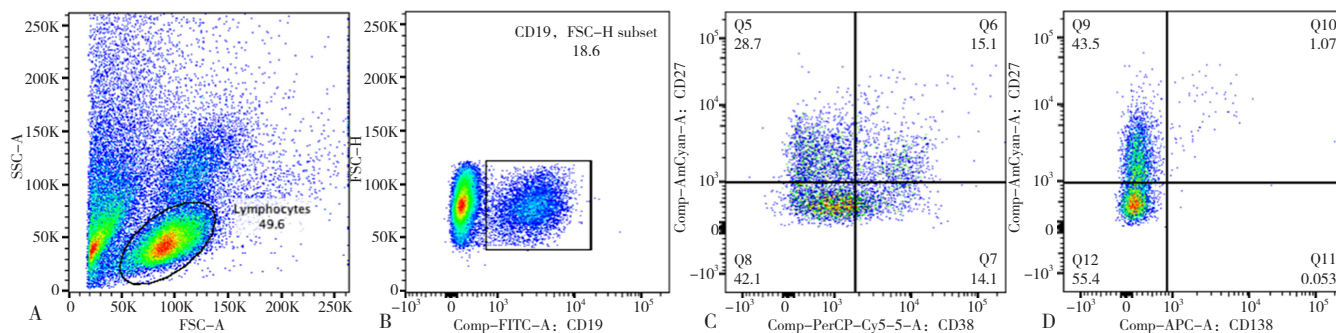 250K
200K
150K
100K
50K
0
SSC-A
Lymphocytes
49.6
0 50K 100K 150K 200K 250K
FSC-A
A
250K
200K
150K
100K
50K
0
FSC-H
CD19, FSC-H subset
18.6
-10³ 0 10³ 10⁴ 10⁵
Comp-FITC-A: CD19
B
10⁵
10⁴
10³
0
-10³
Comp-AmCyan-A: CD27
Q5
28.7
Q6
15.1
Q8
42.1
Q7
14.1
-10³ 0 10³ 10⁴ 10⁵
Comp-PerCP-Cy5-5-A: CD38
C
10⁵
10⁴
10³
0
-10³
Comp-AmCyan-A: CD27
Q9
43.5
Q10
1.07
Q12
55.4
Q11
0.053
-10³ 0 10³ 10⁴ 10⁵
Comp-APC-A: CD138
D